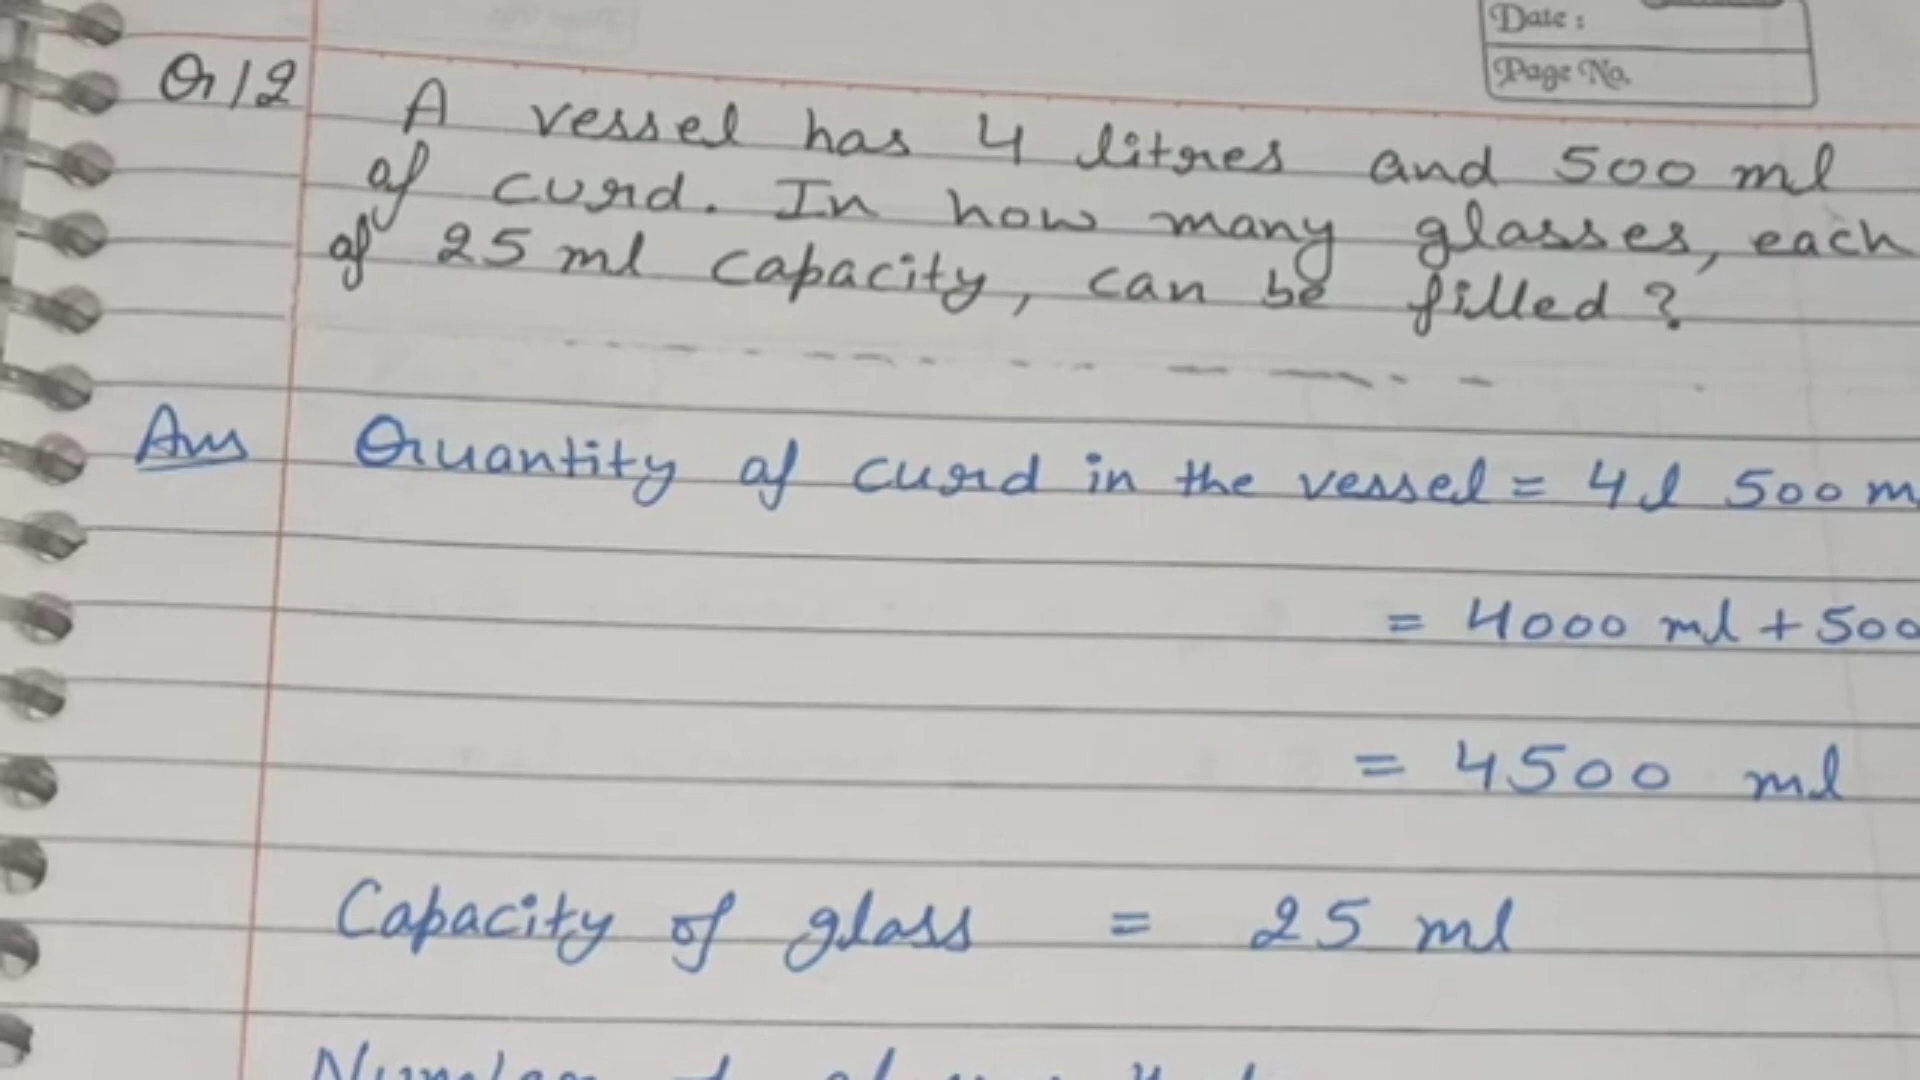 Date :
Page No.
Q12 A vessel has 4 litres and 500 ml
of curd. In how many glasses, each
of 25 ml capacity, can be filled ?
Ans Quantity of curd in the vessel = 4 l 500 m
= 4000 ml + 500
= 4500 ml
Capacity of glass = 25 ml